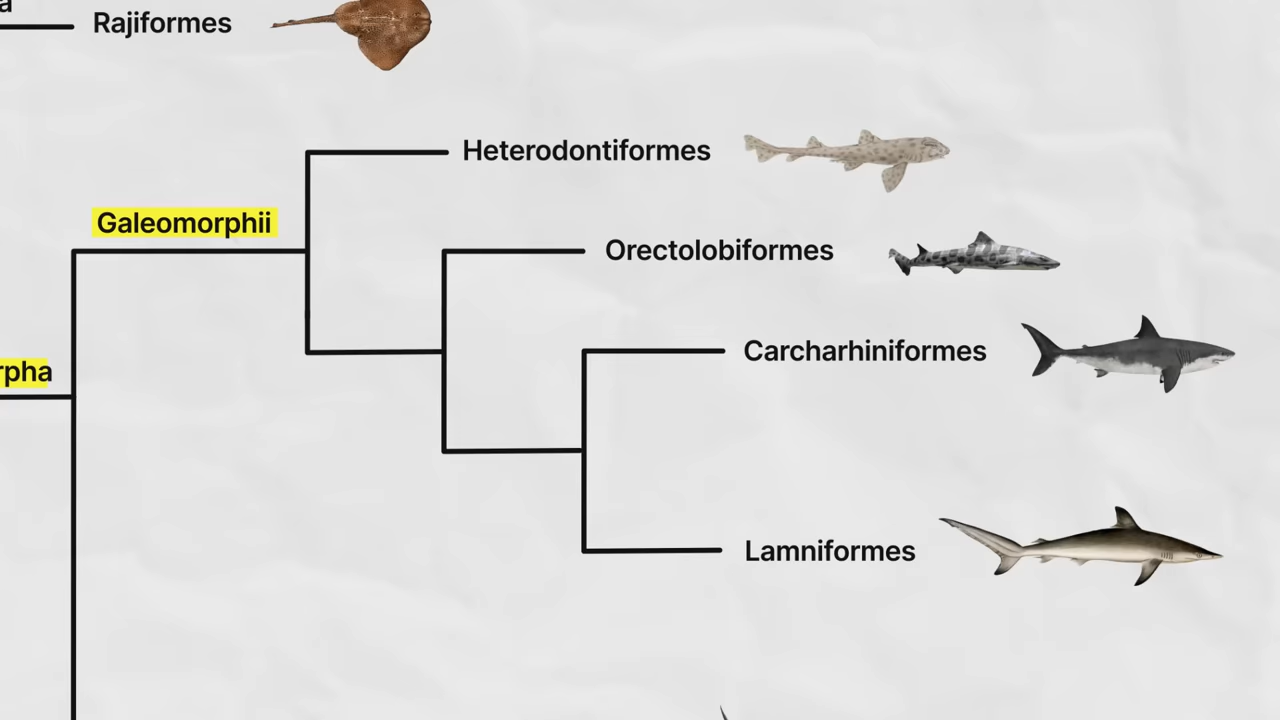 a
Rajiformes
Heterodontiformes
Galeomorphii
Orectolobiformes
Carcharhiniformes
rpha
Lamniformes